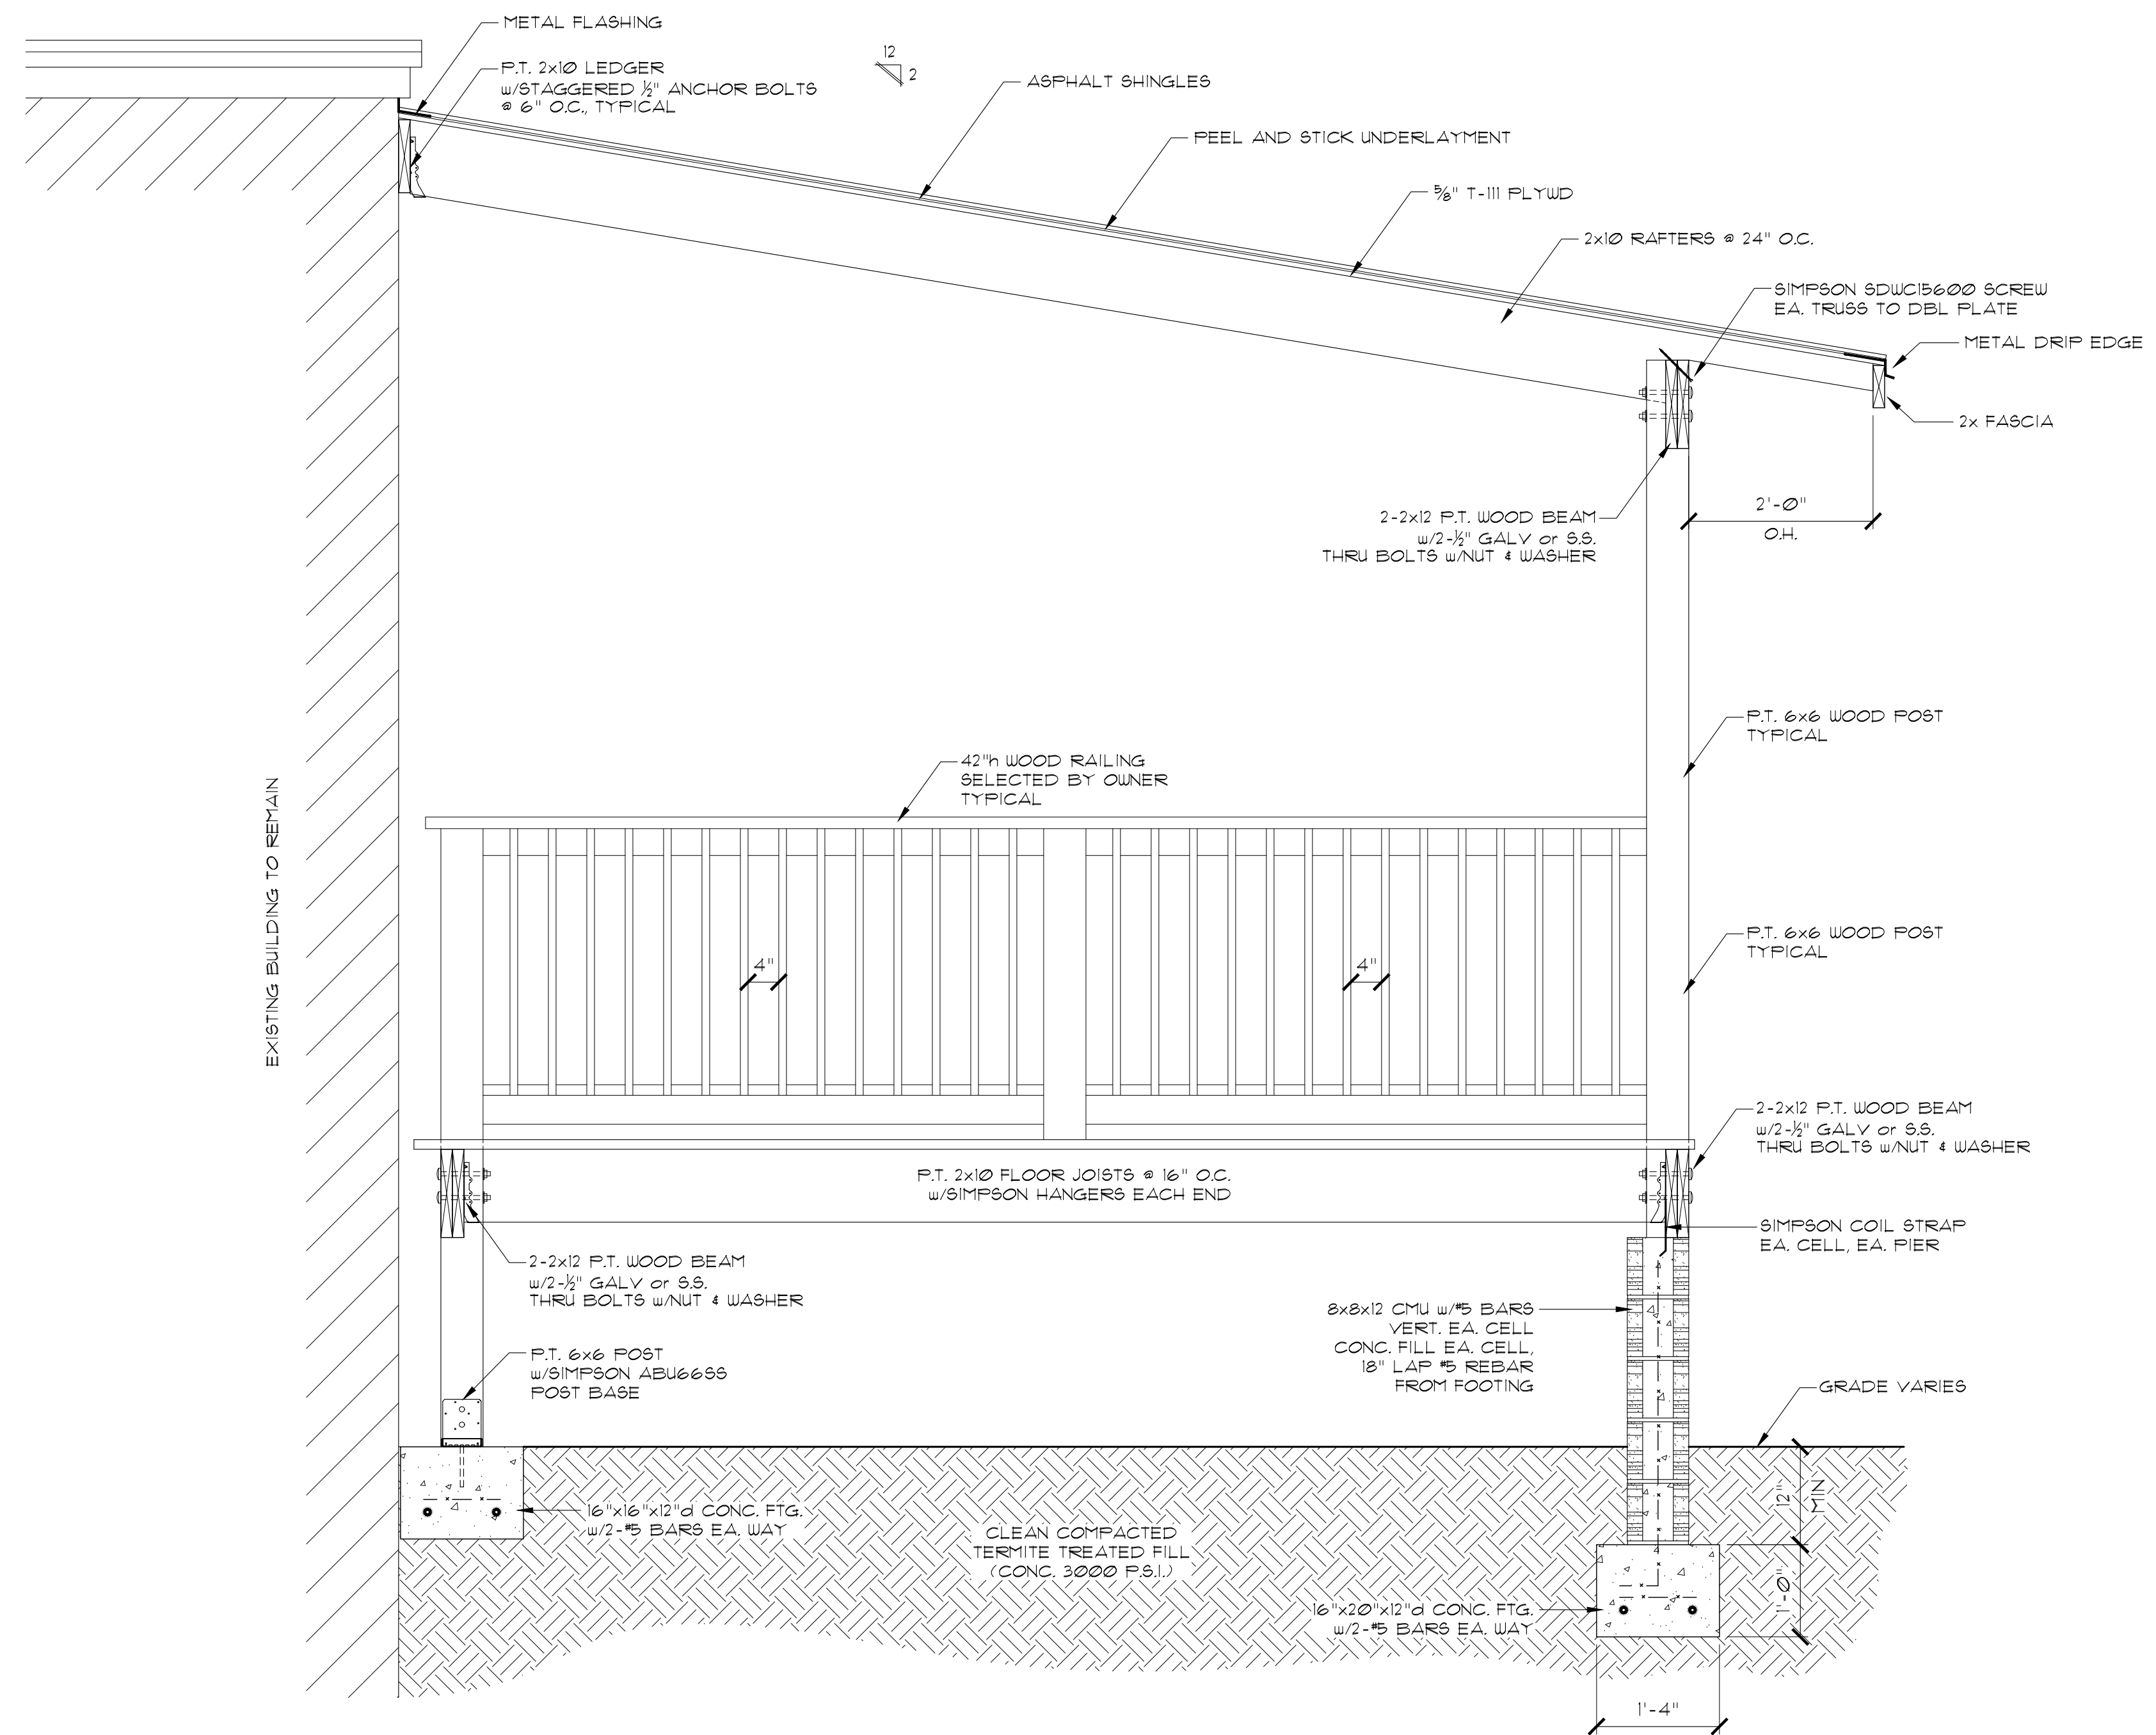 METAL FLASHING
P.T. 2x10 LEDGER
w/STAGGERED ½" ANCHOR BOLTS
@ 6" O.C., TYPICAL
12
2
ASPHALT SHINGLES
PEEL AND STICK UNDERLAYMENT
⅝" T-111 PLYWD
2x10 RAFTERS @ 24" O.C.
SIMPSON SDWC15600 SCREW
EA. TRUSS TO DBL PLATE
METAL DRIP EDGE
2x FASCIA
2'-0"
O.H.
2-2x12 P.T. WOOD BEAM
w/2-½" GALV or S.S.
THRU BOLTS w/NUT & WASHER
P.T. 6x6 WOOD POST
TYPICAL
42"h WOOD RAILING
SELECTED BY OWNER
TYPICAL
EXISTING BUILDING TO REMAIN
P.T. 6x6 WOOD POST
TYPICAL
4"
4"
2-2x12 P.T. WOOD BEAM
w/2-½" GALV or S.S.
THRU BOLTS w/NUT & WASHER
P.T. 2x10 FLOOR JOISTS @ 16" O.C.
w/SIMPSON HANGERS EACH END
SIMPSON COIL STRAP
EA. CELL, EA. PIER
2-2x12 P.T. WOOD BEAM
w/2-½" GALV or S.S.
THRU BOLTS w/NUT & WASHER
8x8x12 CMU w/#5 BARS
VERT. EA. CELL
CONC. FILL EA. CELL,
18" LAP #5 REBAR
FROM FOOTING
P.T. 6x6 POST
w/SIMPSON ABU66SS
POST BASE
GRADE VARIES
12"
MIN
16"x16"x12"d CONC. FTG.
w/2-#5 BARS EA. WAY
CLEAN COMPACTED
TERMITE TREATED FILL
(CONC. 3000 P.S.I.)
1'-0"
16"x20"x12"d CONC. FTG.
w/2-#5 BARS EA. WAY
1'-4"